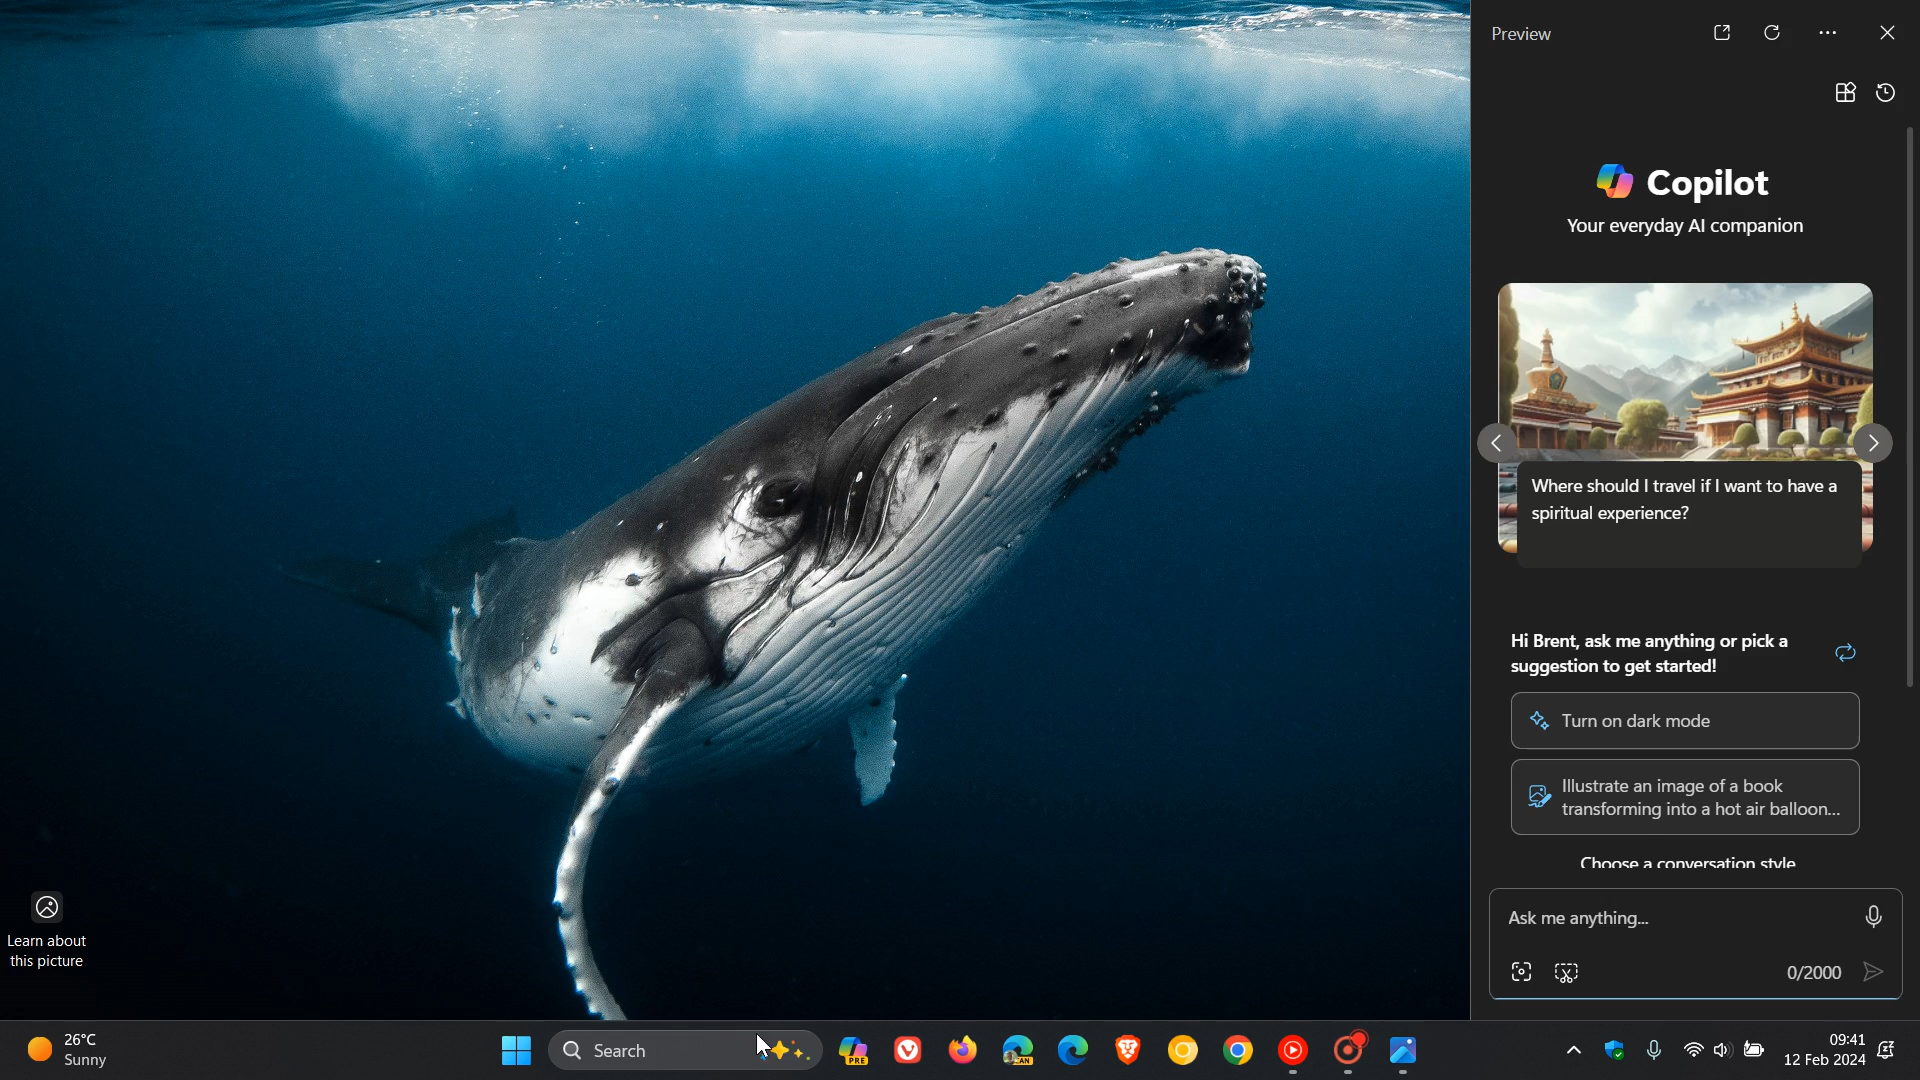 Preview
Copilot
Your everyday AI companion
Where should I travel if I want to have a
spiritual experience?
Hi Brent, ask me anything or pick a
suggestion to get started!
Turn on dark mode
Illustrate an image of a book
transforming into a hot air balloon...
Choose a conversation style
Ask me anything...
0/2000
Learn about
this picture
26°C
Sunny
Search
PRE
CAN
09:41
12 Feb 2024